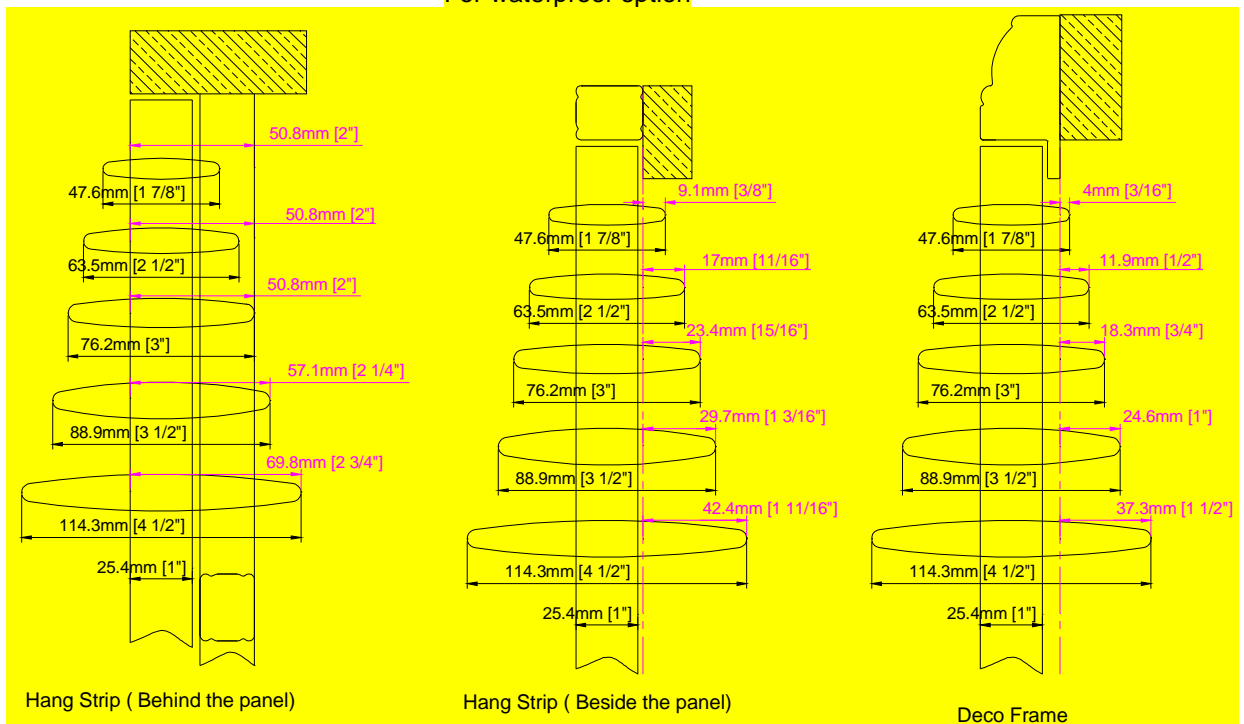 For waterproof option
50.8mm [2"]
47.6mm [1 7/8"]
50.8mm [2"]
63.5mm [2 1/2"]
50.8mm [2"]
76.2mm [3"]
57.1mm [2 1/4"]
88.9mm [3 1/2"]
69.8mm [2 3/4"]
114.3mm [4 1/2"]
25.4mm [1"]
Hang Strip ( Behind the panel)
9.1mm [3/8"]
47.6mm [1 7/8"]
17mm [11/16"]
63.5mm [2 1/2"]
23.4mm [15/16"]
76.2mm [3"]
29.7mm [1 3/16"]
88.9mm [3 1/2"]
42.4mm [1 11/16"]
114.3mm [4 1/2"]
25.4mm [1"]
Hang Strip ( Beside the panel)
4mm [3/16"]
47.6mm [1 7/8"]
11.9mm [1/2"]
63.5mm [2 1/2"]
18.3mm [3/4"]
76.2mm [3"]
24.6mm [1"]
88.9mm [3 1/2"]
37.3mm [1 1/2"]
114.3mm [4 1/2"]
25.4mm [1"]
Deco Frame